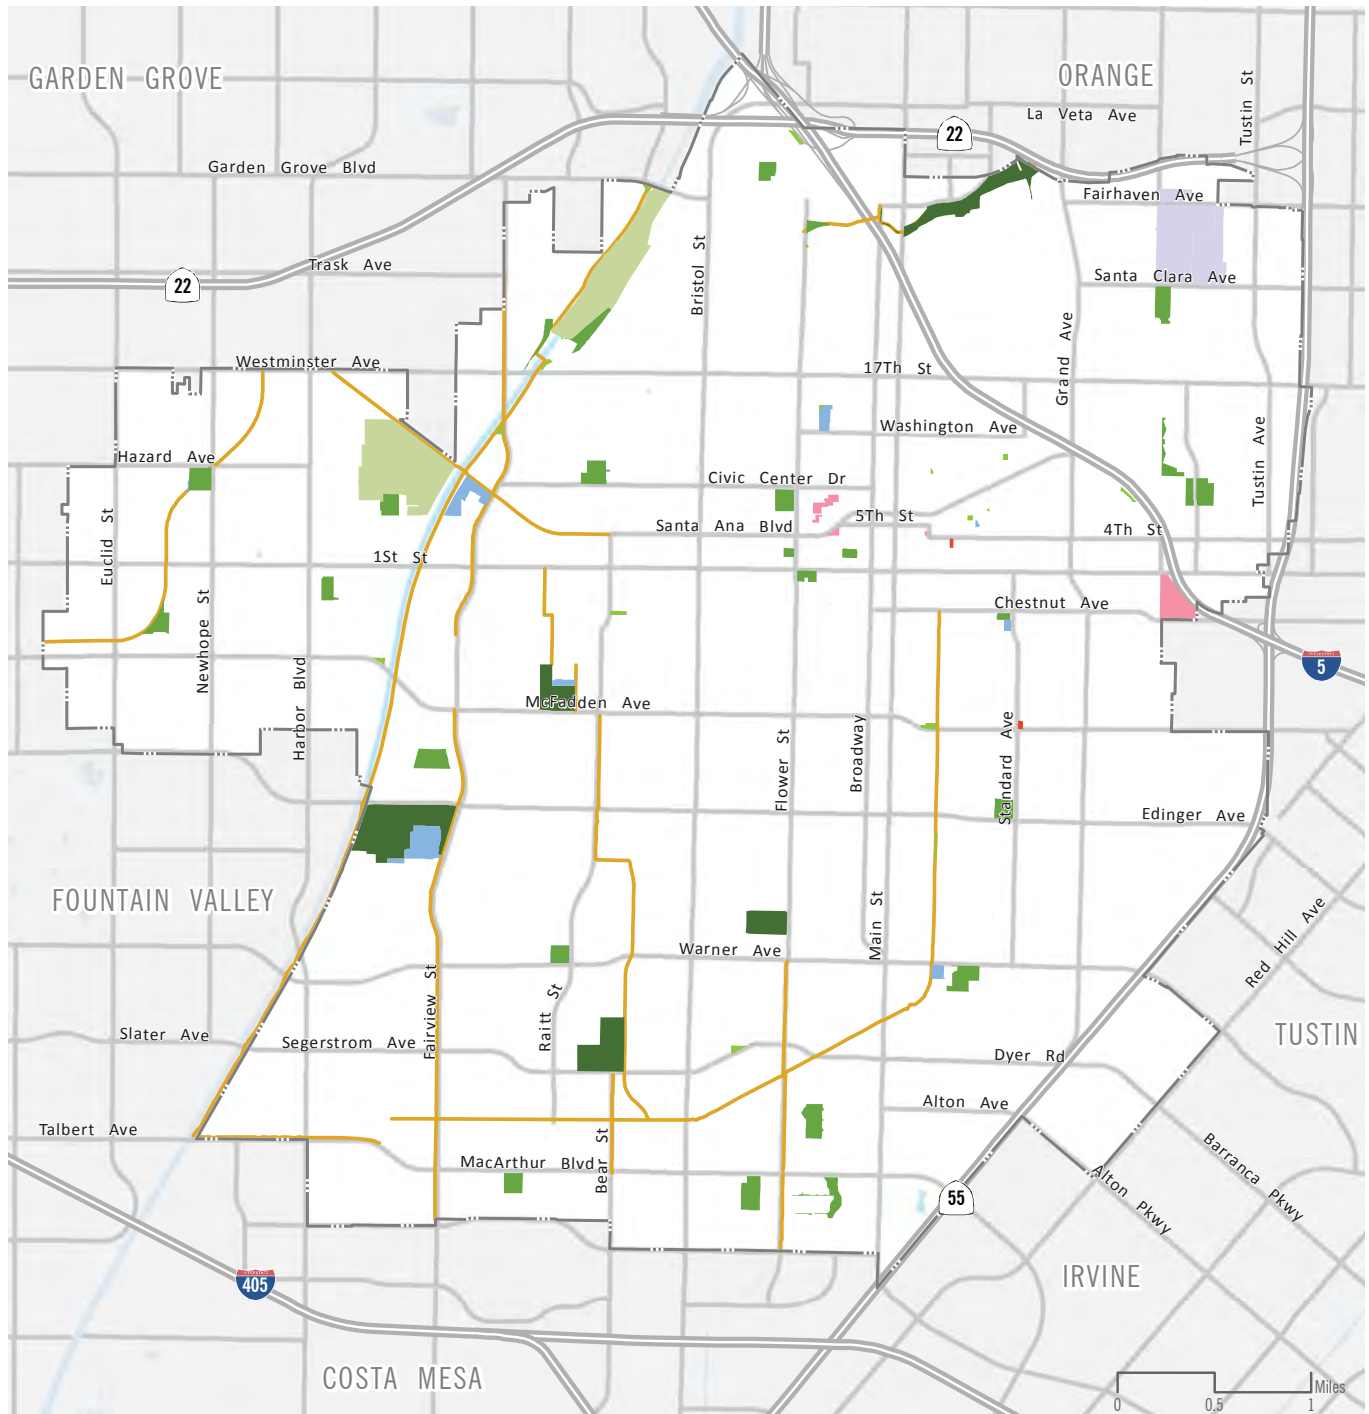 GARDEN GROVE
ORANGE
Tustin St
La Veta Ave
22
Garden Grove Blvd
Fairhaven Ave
Bristol St
Trask Ave
22
Santa Clara Ave
Grand Ave
Westminster Ave
17Th St
Washington Ave
Tustin Ave
Hazard Ave
Civic Center Dr
Euclid St
Santa Ana Blvd
5Th St
4Th St
1St St
Newhope St
Chestnut Ave
Harbor Blvd
5
McFadden Ave
Flower St
Broadway
Standard Ave
Edinger Ave
FOUNTAIN VALLEY
Main St
Red Hill Ave
Warner Ave
Fairview St
Raitt St
Slater Ave
Segerstrom Ave
Dyer Rd
TUSTIN
Talbert Ave
Alton Ave
Bear St
MacArthur Blvd
Barranca Pkwy
Alton Pkwy
55
IRVINE
405
COSTA MESA
Miles
0 0.5 1